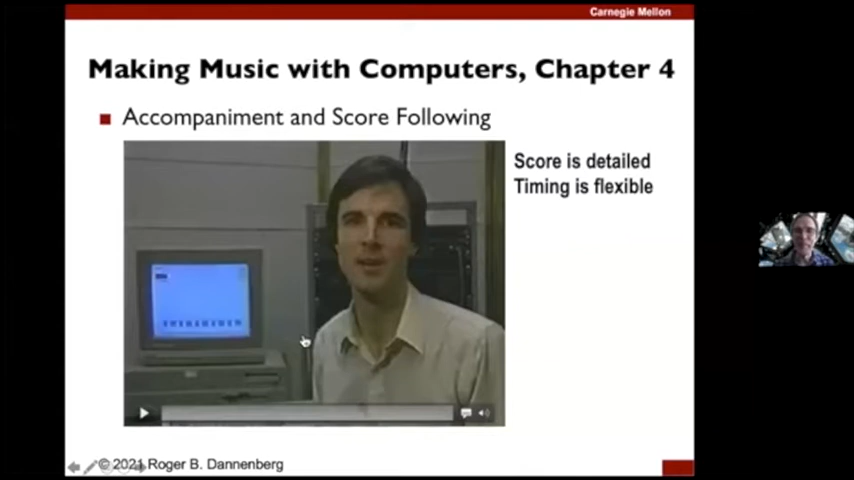 Carnegie Mellon
Making Music with Computers, Chapter 4
Accompaniment and Score Following
Score is detailed
Timing is flexible
© 2021 Roger B. Dannenberg